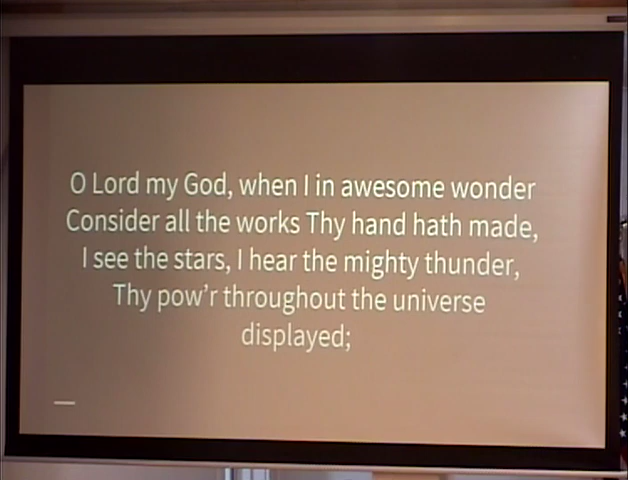 O Lord my God, when I in awesome wonder
Consider all the works Thy hand hath made,
I see the stars, I hear the mighty thunder,
Thy pow'r throughout the universe
displayed;